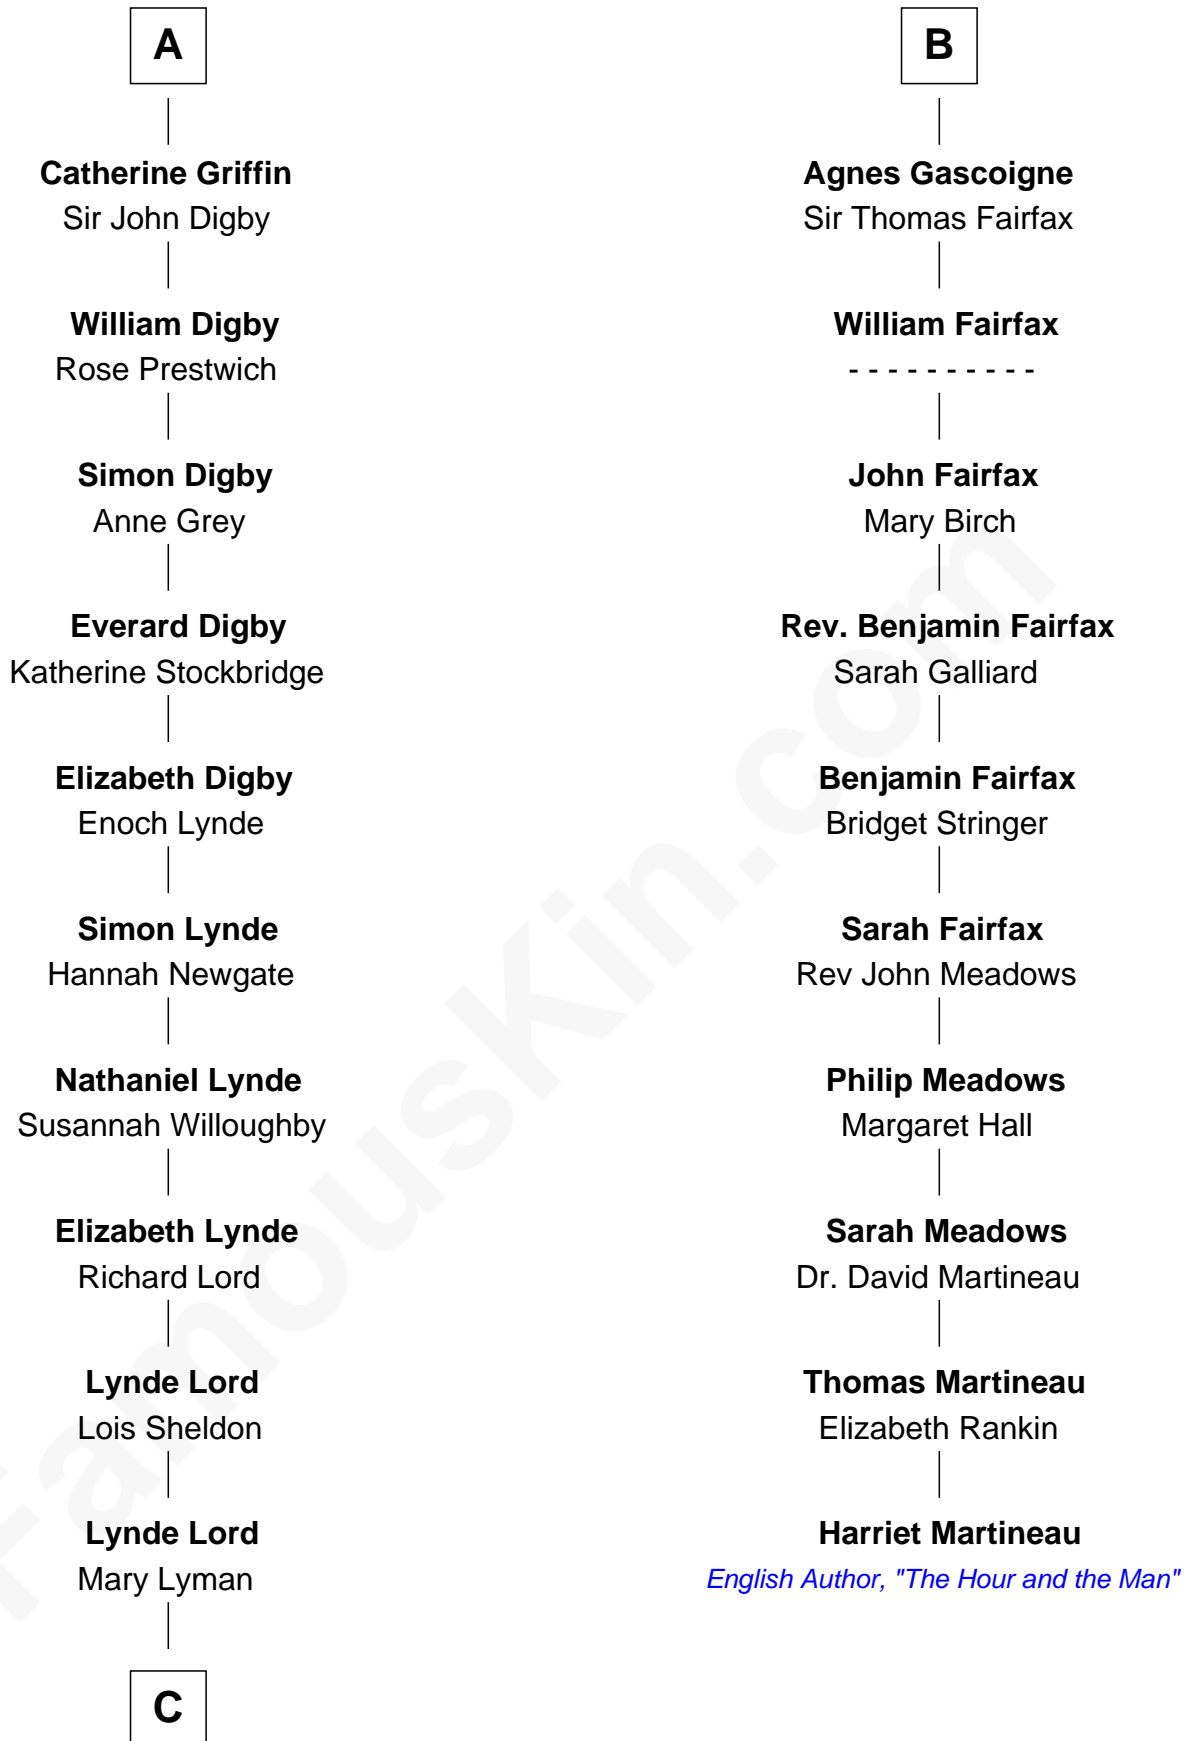 A
Catherine Griffin
Sir John Digby
William Digby
Rose Prestwich
Simon Digby
Anne Grey
Everard Digby
Katherine Stockbridge
Elizabeth Digby
Enoch Lynde
Simon Lynde
Hannah Newgate
Nathaniel Lynde
Susannah Willoughby
Elizabeth Lynde
Richard Lord
Lynde Lord
Lois Sheldon
Lynde Lord
Mary Lyman
C
B
Agnes Gascoigne
Sir Thomas Fairfax
William Fairfax
- - - - - - - - - -
John Fairfax
Mary Birch
Rev. Benjamin Fairfax
Sarah Galliard
Benjamin Fairfax
Bridget Stringer
Sarah Fairfax
Rev John Meadows
Philip Meadows
Margaret Hall
Sarah Meadows
Dr. David Martineau
Thomas Martineau
Elizabeth Rankin
Harriet Martineau
English Author, "The Hour and the Man"
FamousKin.com